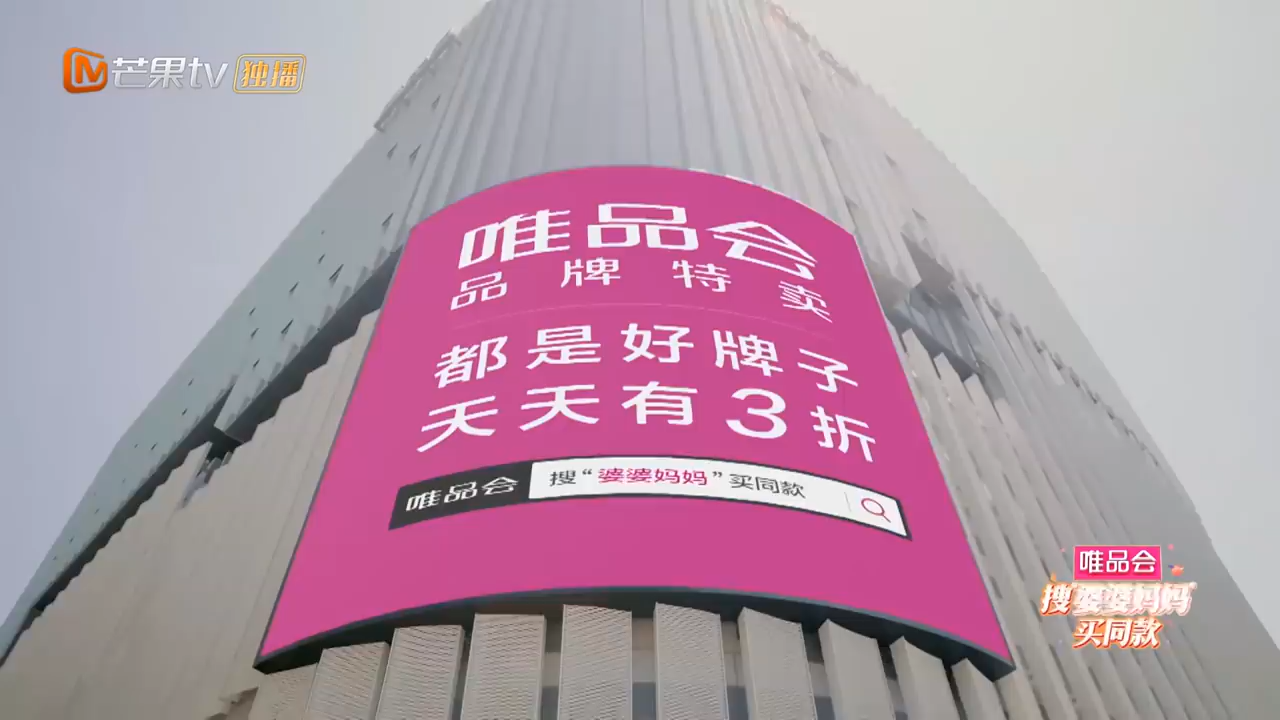 芒果tv 独播
唯品会
品牌特卖
都是好牌子
天天有3折
唯品会 搜“婆婆妈妈”买同款
唯品会
搜"婆婆妈妈"
买同款